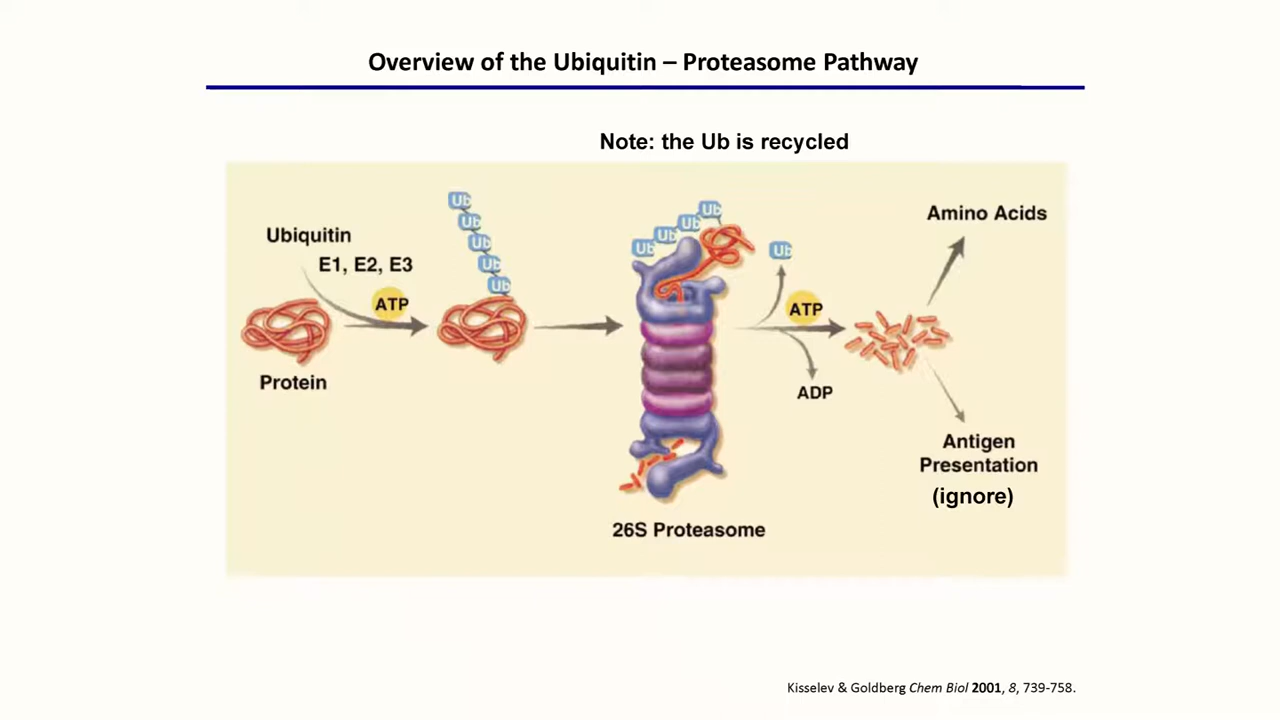 Overview of the Ubiquitin – Proteasome Pathway
Note: the Ub is recycled
Ubiquitin
E1, E2, E3
ATP
Protein
Ub
Ub
Ub
Ub
Ub
Ub
Ub
Ub
Ub
26S Proteasome
Ub
ATP
ADP
Amino Acids
Antigen
Presentation
(ignore)
Kisselev & Goldberg Chem Biol 2001, 8, 739-758.